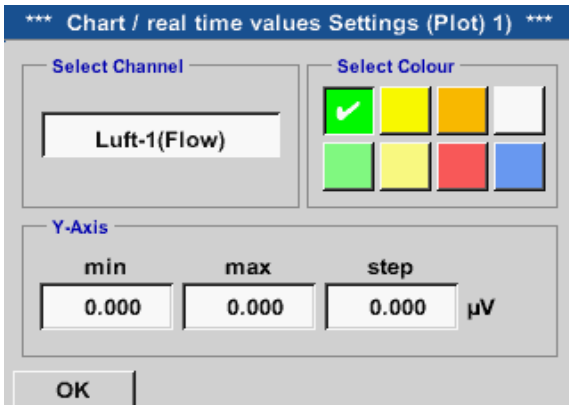 *** Chart / real time values Settings (Plot) 1) ***
Select Channel
Select Colour
Luft-1(Flow)
Y-Axis
min max step
0.000 0.000 0.000 µV
OK